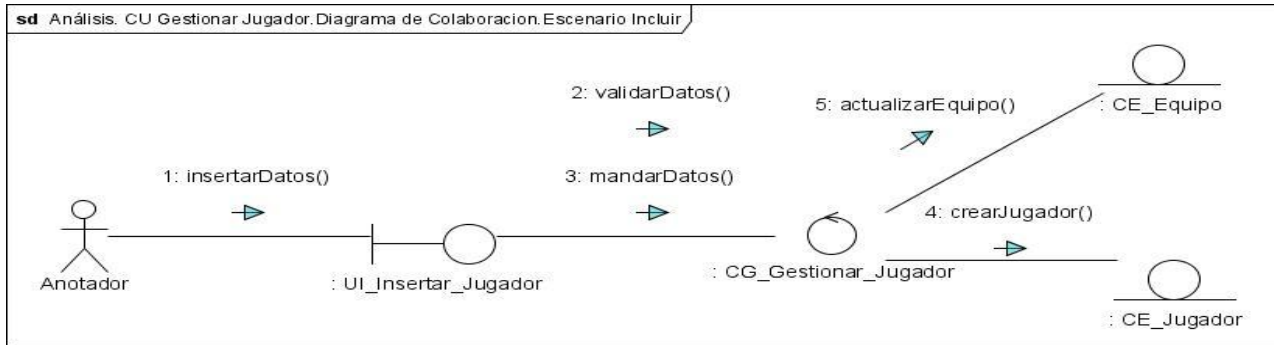 sd Análisis. CU Gestionar Jugador.Diagrama de Colaboracion.Escenario Incluir
2: validarDatos()
5: actualizarEquipo()
: CE_Equipo
1: insertarDatos()
3: mandarDatos()
4: crearJugador()
Anotador
: UI_Insertar_Jugador
: CG_Gestionar_Jugador
: CE_Jugador